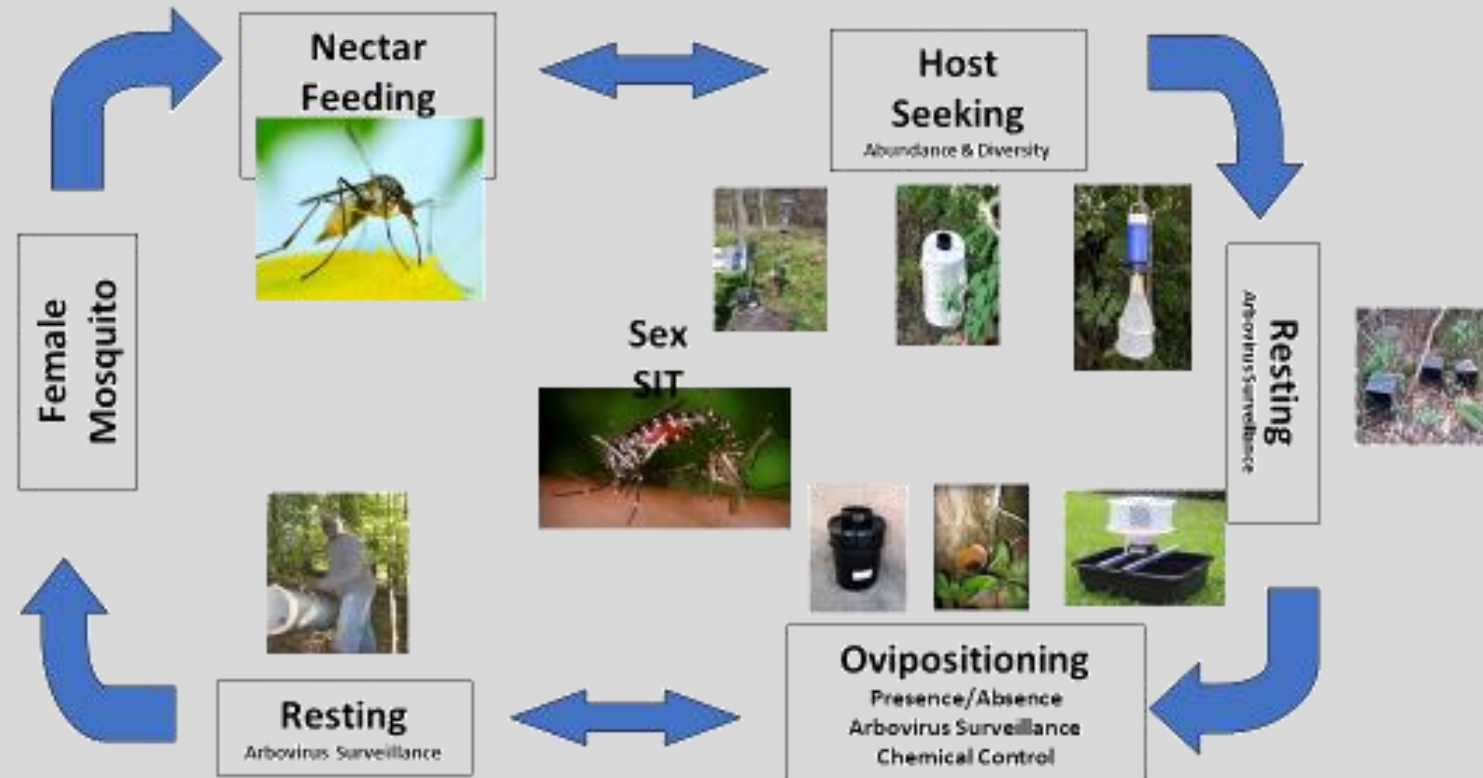 Nectar
Feeding
Host
Seeking
Abundance & Diversity
Female
Mosquito
Sex
SIT
Resting
Arbovirus Surveillance
Resting
Arbovirus Surveillance
Ovipositioning
Presence/Absence
Arbovirus Surveillance
Chemical Control